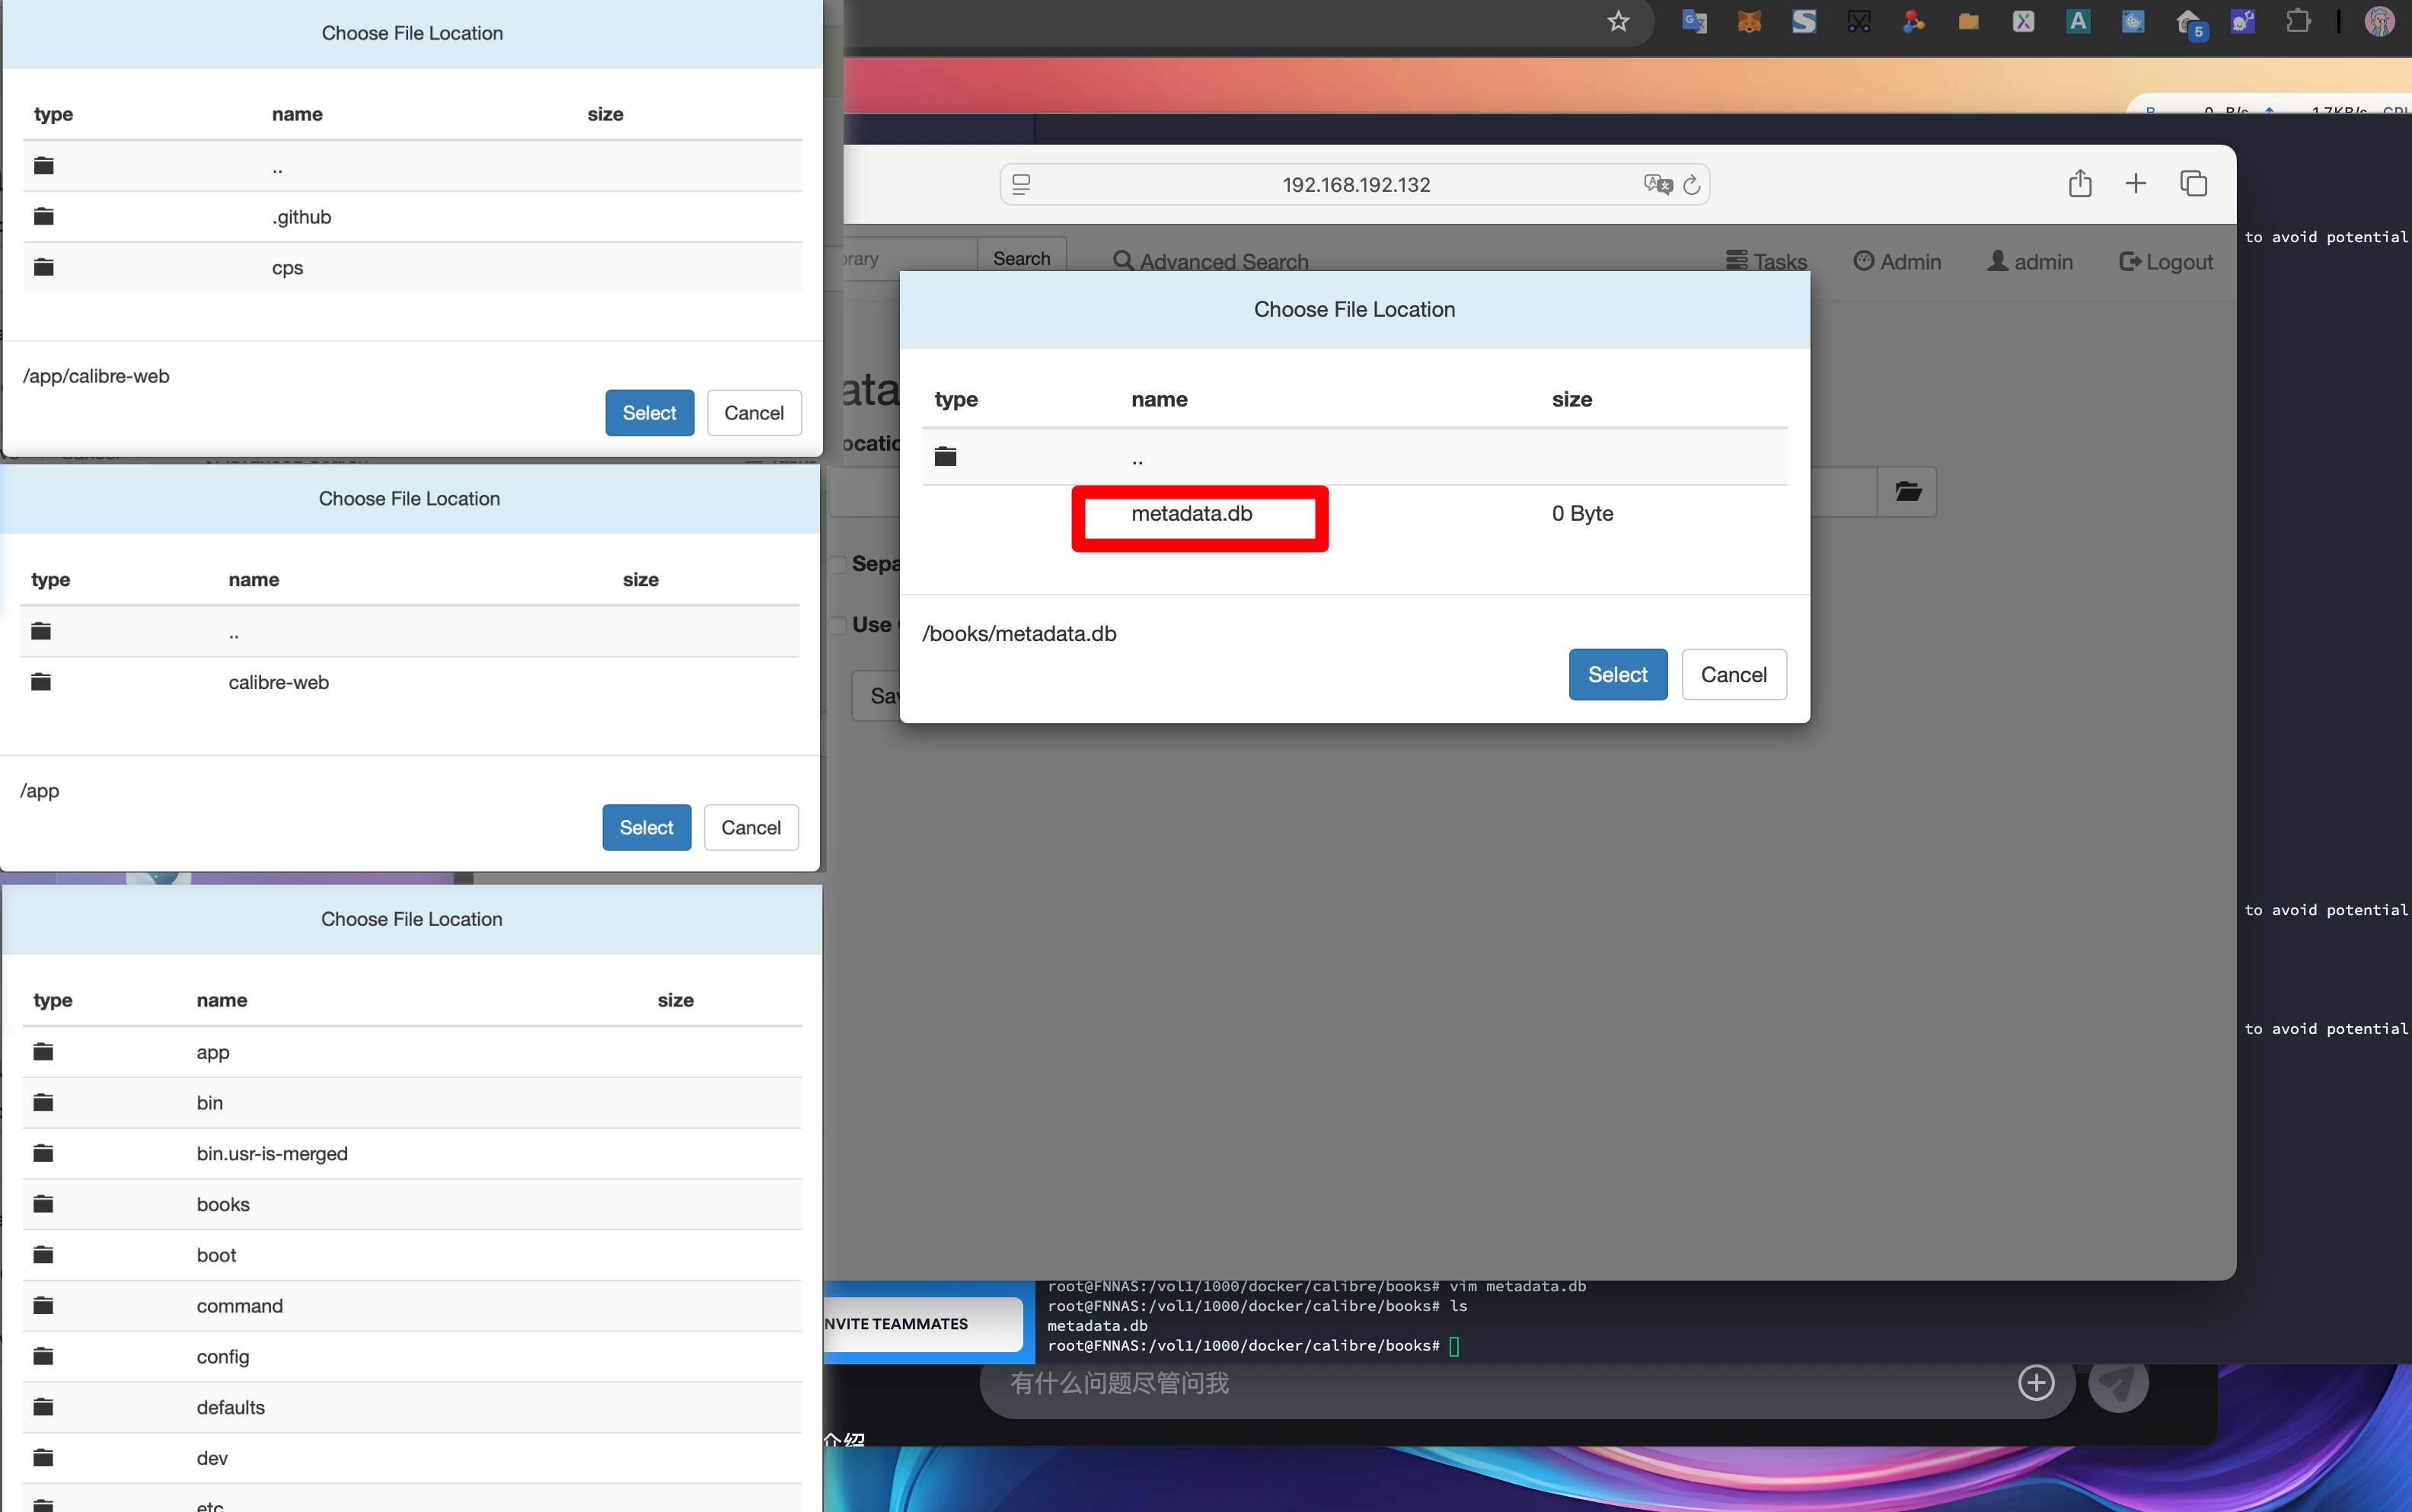 Choose File Location
type name size
..
.github
cps
/app/calibre-web
Select Cancel
Choose File Location
type name size
..
calibre-web
/app
Select Cancel
Choose File Location
type name size
app
bin
bin.usr-is-merged
books
boot
command
config
defaults
dev
etc
5
192.168.192.132
Search
Advanced Search
Tasks
Admin
admin
Logout
Choose File Location
type name size
..
metadata.db 0 Byte
/books/metadata.db
Select Cancel
Use
to avoid potential
to avoid potential
to avoid potential
NVITE TEAMMATES
root@FNNAS:/vol1/1000/docker/calibre/books# vim metadata.db
root@FNNAS:/vol1/1000/docker/calibre/books# ls
metadata.db
root@FNNAS:/vol1/1000/docker/calibre/books#
有什么问题尽管问我
介绍